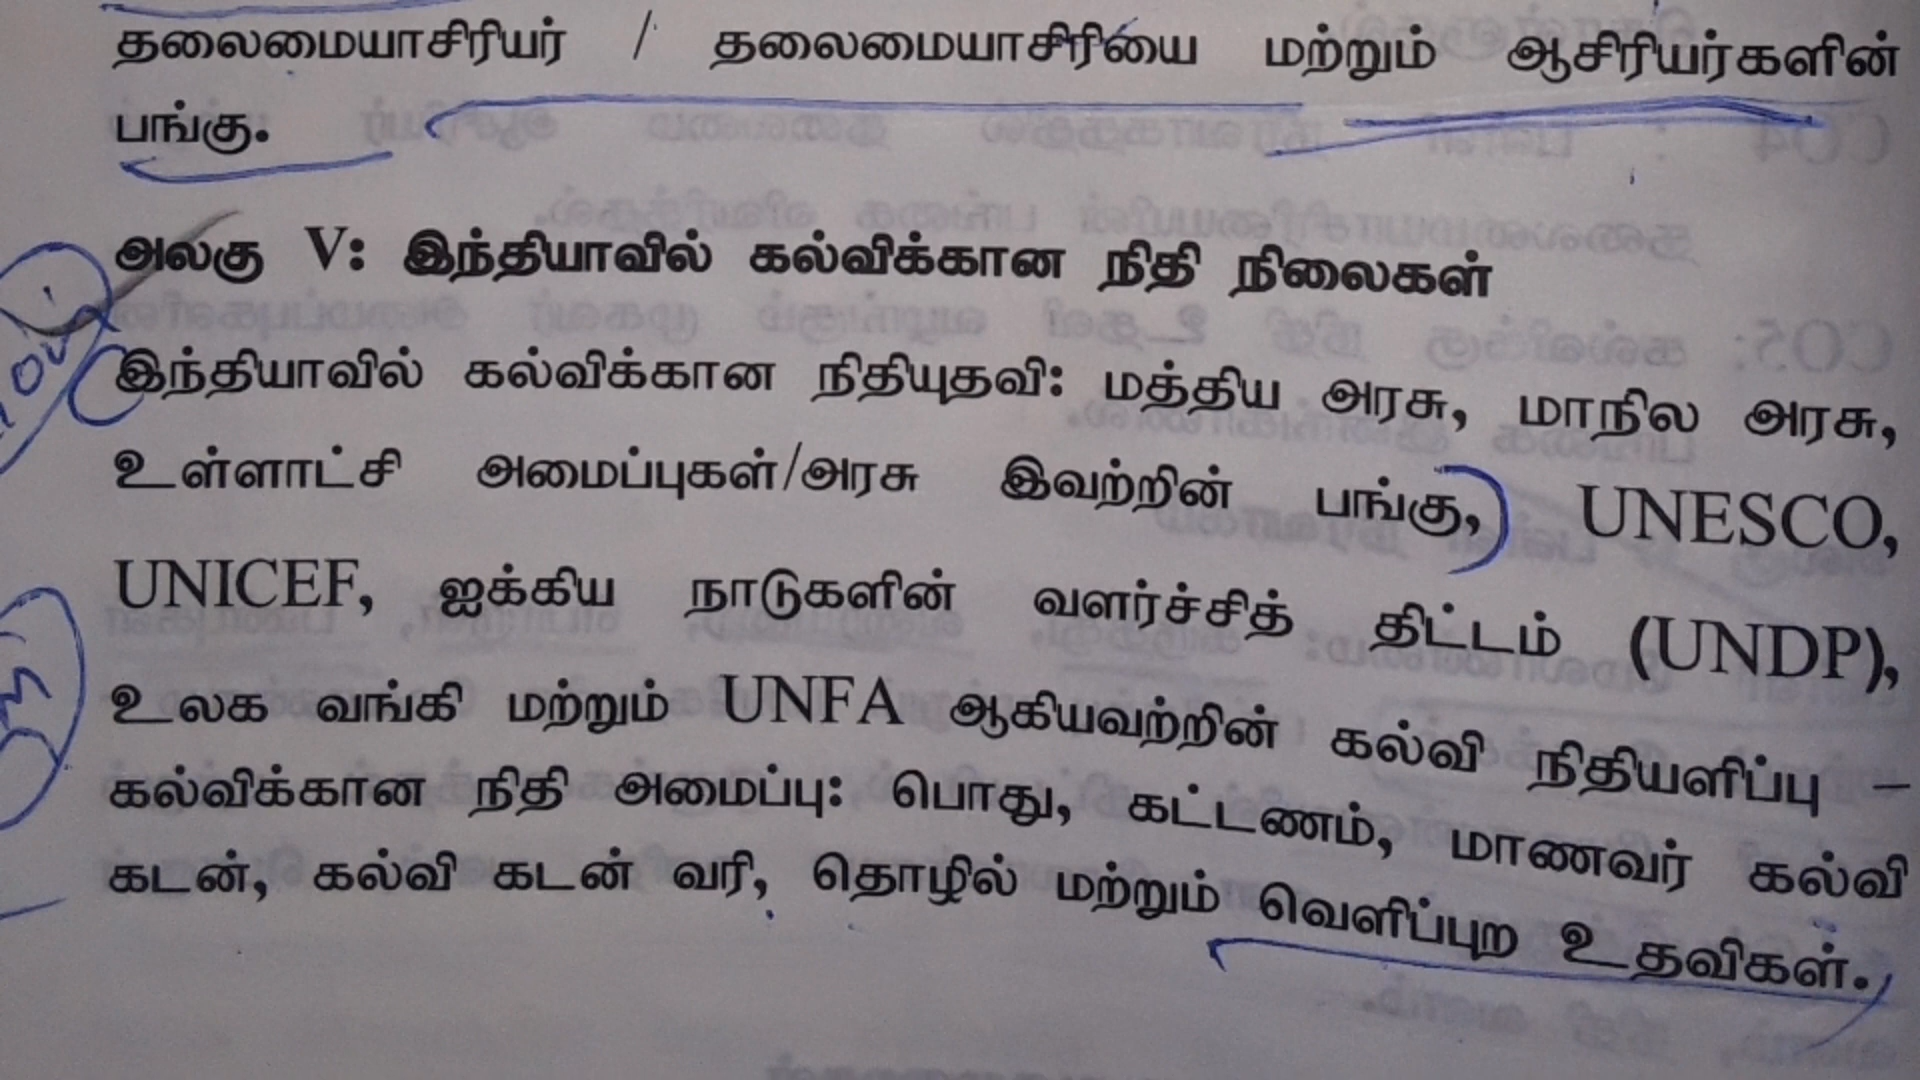 தலைமையாசிரியர் / தலைமையாசிரியை மற்றும் ஆசிரியர்களின்
பங்கு.
அலகு V: இந்தியாவில் கல்விக்கான நிதி நிலைகள்
இந்தியாவில் கல்விக்கான நிதியுதவி: மத்திய அரசு, மாநில அரசு,
உள்ளாட்சி அமைப்புகள்/அரசு இவற்றின் பங்கு, UNESCO,
UNICEF, ஐக்கிய நாடுகளின் வளர்ச்சித் திட்டம் (UNDP),
உலக வங்கி மற்றும் UNFA ஆகியவற்றின் கல்வி நிதியளிப்பு –
கல்விக்கான நிதி அமைப்பு: பொது, கட்டணம், மாணவர் கல்வி
கடன், கல்வி கடன் வரி, தொழில் மற்றும் வெளிப்புற உதவிகள்.